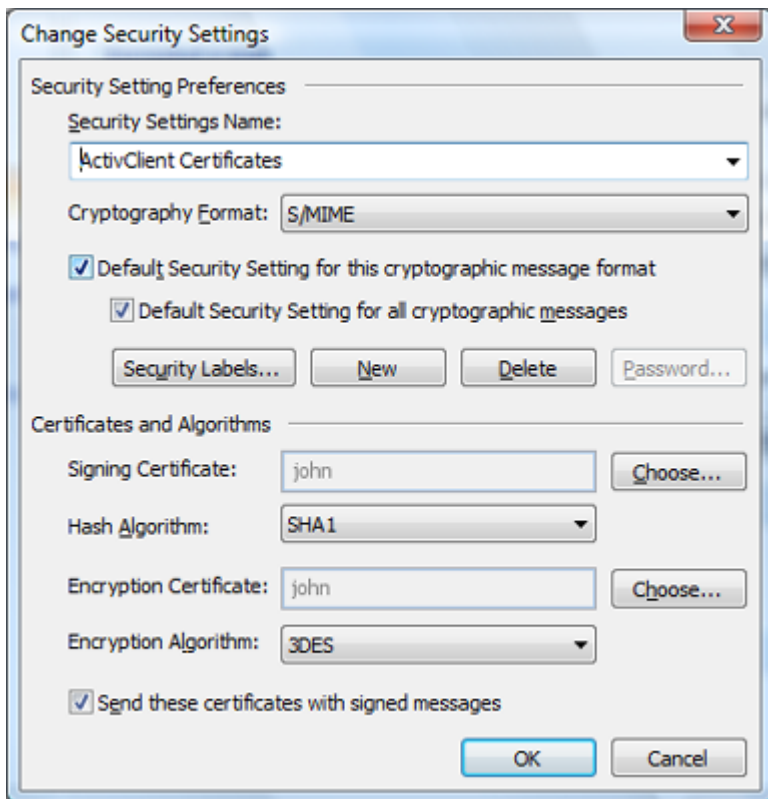 Change Security Settings
Security Setting Preferences
Security Settings Name:
ActivClient Certificates
Cryptography Format: S/MIME
Default Security Setting for this cryptographic message format
Default Security Setting for all cryptographic messages
Security Labels... New Delete Password...
Certificates and Algorithms
Signing Certificate: john Choose...
Hash Algorithm: SHA1
Encryption Certificate: john Choose...
Encryption Algorithm: 3DES
Send these certificates with signed messages
OK Cancel